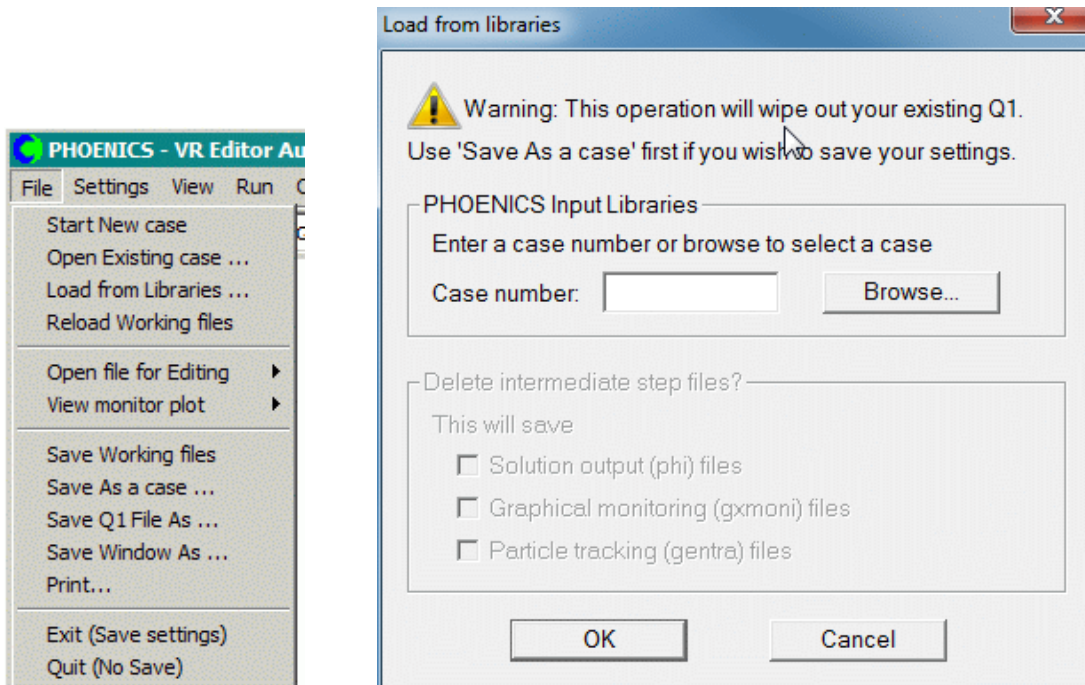 PHOENICS - VR Editor Au
File Settings View Run
Start New case
Open Existing case ...
Load from Libraries ...
Reload Working files
Open file for Editing
View monitor plot
Save Working files
Save As a case ...
Save Q1 File As ...
Save Window As ...
Print...
Exit (Save settings)
Quit (No Save)
Load from libraries
Warning: This operation will wipe out your existing Q1.
Use 'Save As a case' first if you wish to save your settings.
PHOENICS Input Libraries
Enter a case number or browse to select a case
Case number: Browse...
Delete intermediate step files?
This will save
Solution output (phi) files
Graphical monitoring (gxmoni) files
Particle tracking (gentra) files
OK Cancel